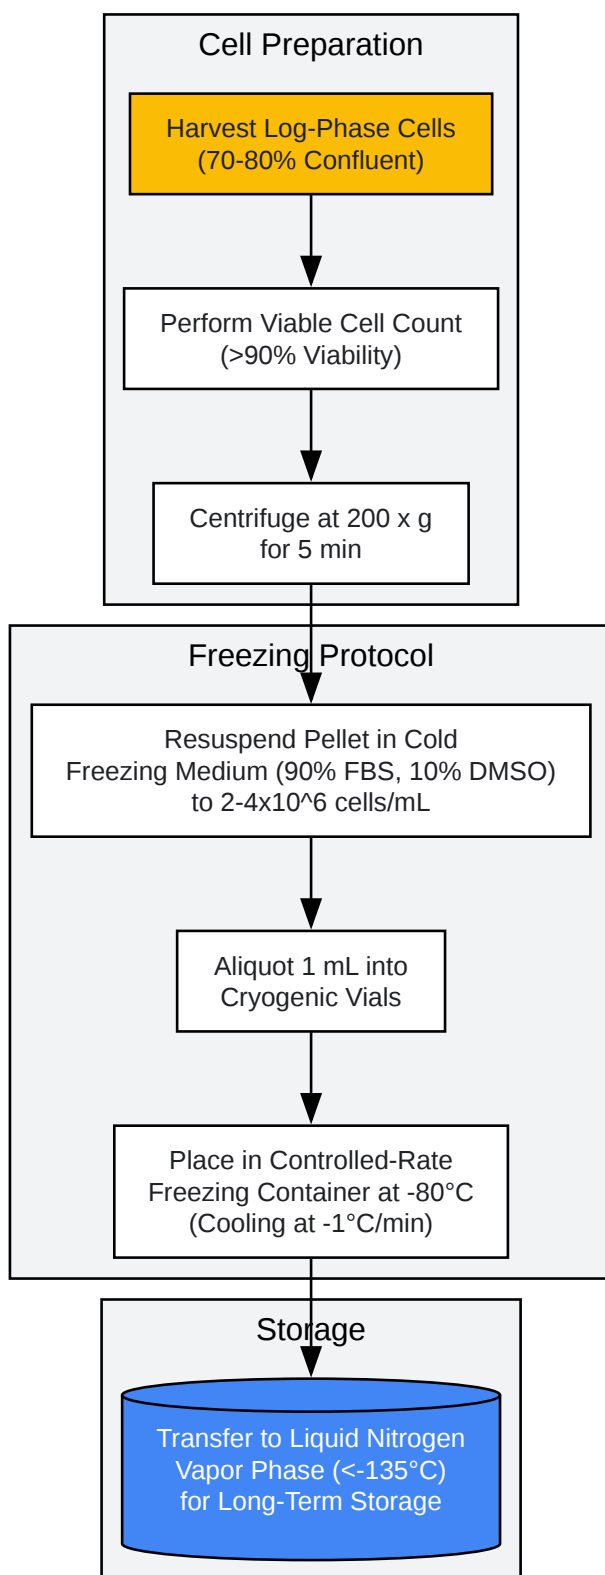 Cell Preparation
Harvest Log-Phase Cells
(70-80% Confluent)
Perform Viable Cell Count
(>90% Viability)
Centrifuge at 200 x g
for 5 min
Freezing Protocol
Resuspend Pellet in Cold
Freezing Medium (90% FBS, 10% DMSO)
to 2-4x10^6 cells/mL
Aliquot 1 mL into
Cryogenic Vials
Place in Controlled-Rate
Freezing Container at -80°C
(Cooling at -1°C/min)
Storage
Transfer to Liquid Nitrogen
Vapor Phase (<-135°C)
for Long-Term Storage